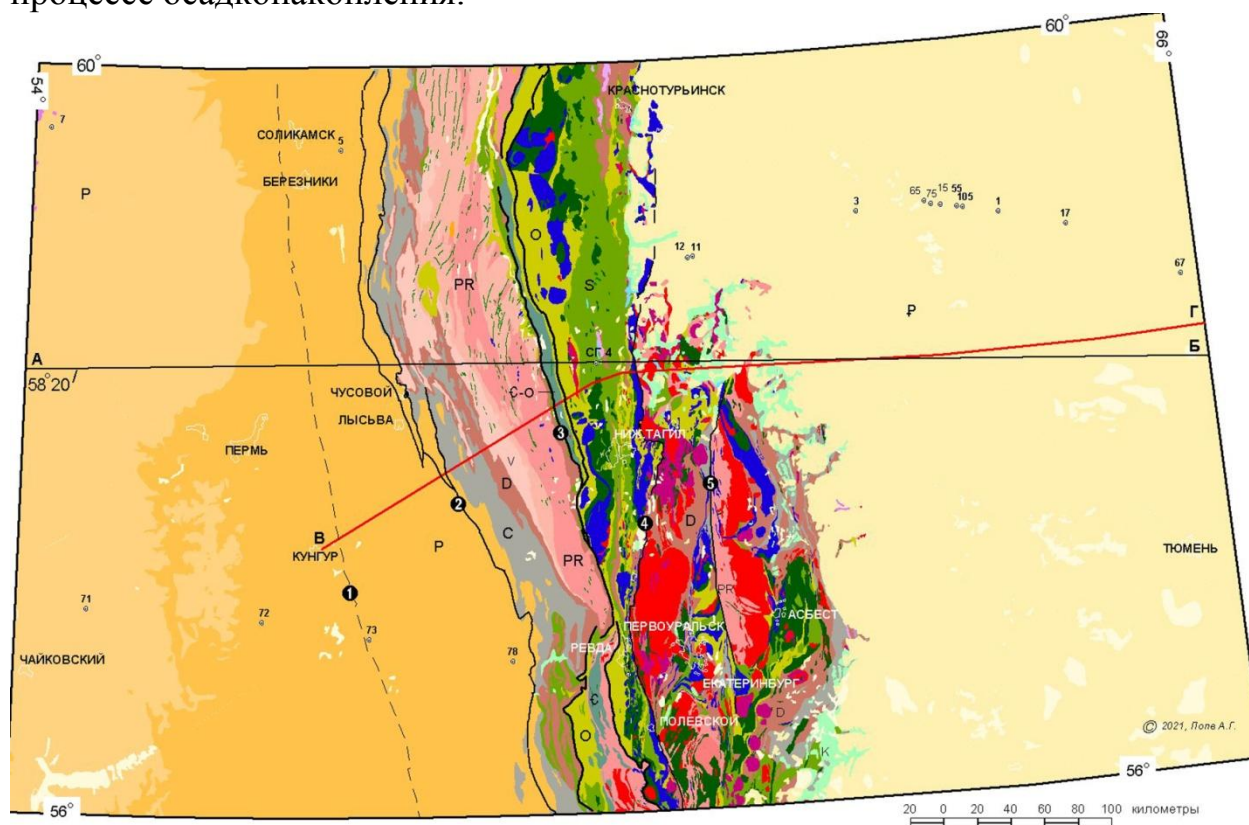 процессе осадконакопления.
60°
60°
66°
54°
7
СОЛИКАМСК
5
КРАСНОТУРЬИНСК
БЕРЕЗНИКИ
P
3
65
75
15
55
105
1
17
О
12
11
67
PR
S
Ꝑ
Г
А
СГ 4
Б
58°20
ЧУСОВОЙ
Є-О
ЛЫСЬВА
3
НИЖ.ТАГИЛ
ПЕРМЬ
V
D
5
2
D
4
В
P
C
КУНГУР
PR
ТЮМЕНЬ
1
PR
71
72
73
АСБЕСТ
ПЕРВОУРАЛЬСК
78
РЕВДА
ЧАЙКОВСКИЙ
ЕКАТЕРИНБУРГ
Є
D
О
ПОЛЕВСКОЙ
© 2021, Попе А.Г.
K
56°
56°
20 0 20 40 60 80 100 километры